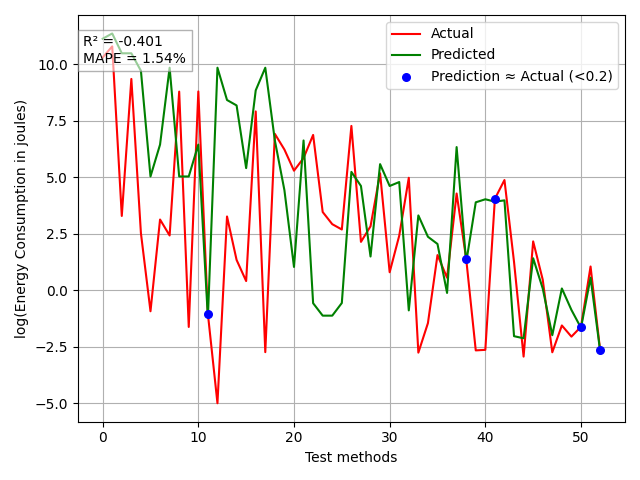 R² = -0.401
MAPE = 1.54%
Actual
Predicted
Prediction ≈ Actual (<0.2)
log(Energy Consumption in joules)
10.0
7.5
5.0
2.5
0.0
−2.5
−5.0
0 10 20 30 40 50
Test methods